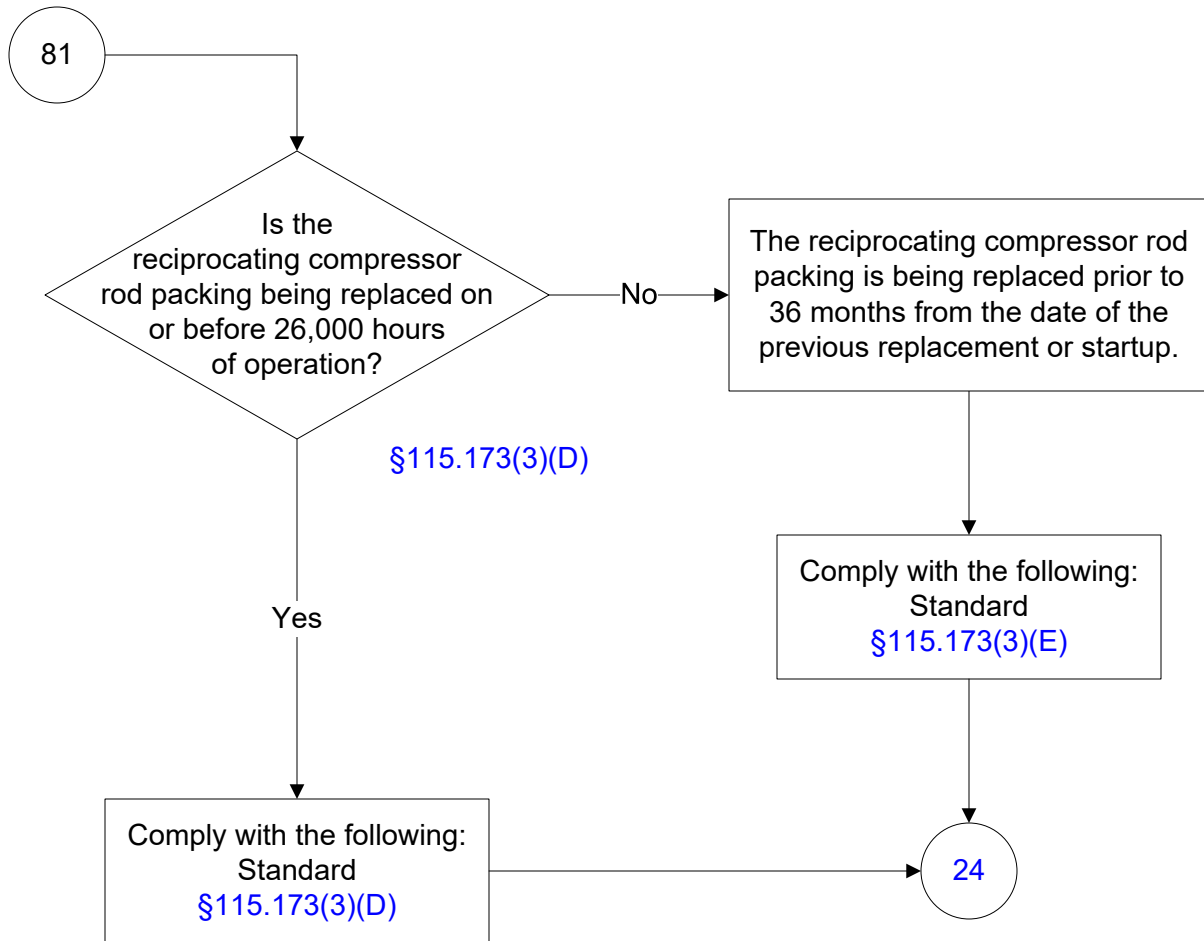 81
Is the
reciprocating compressor
rod packing being replaced on
or before 26,000 hours
of operation?
No
The reciprocating compressor rod
packing is being replaced prior to
36 months from the date of the
previous replacement or startup.
§115.173(3)(D)
Comply with the following:
Standard
§115.173(3)(E)
Yes
Comply with the following:
Standard
§115.173(3)(D)
24